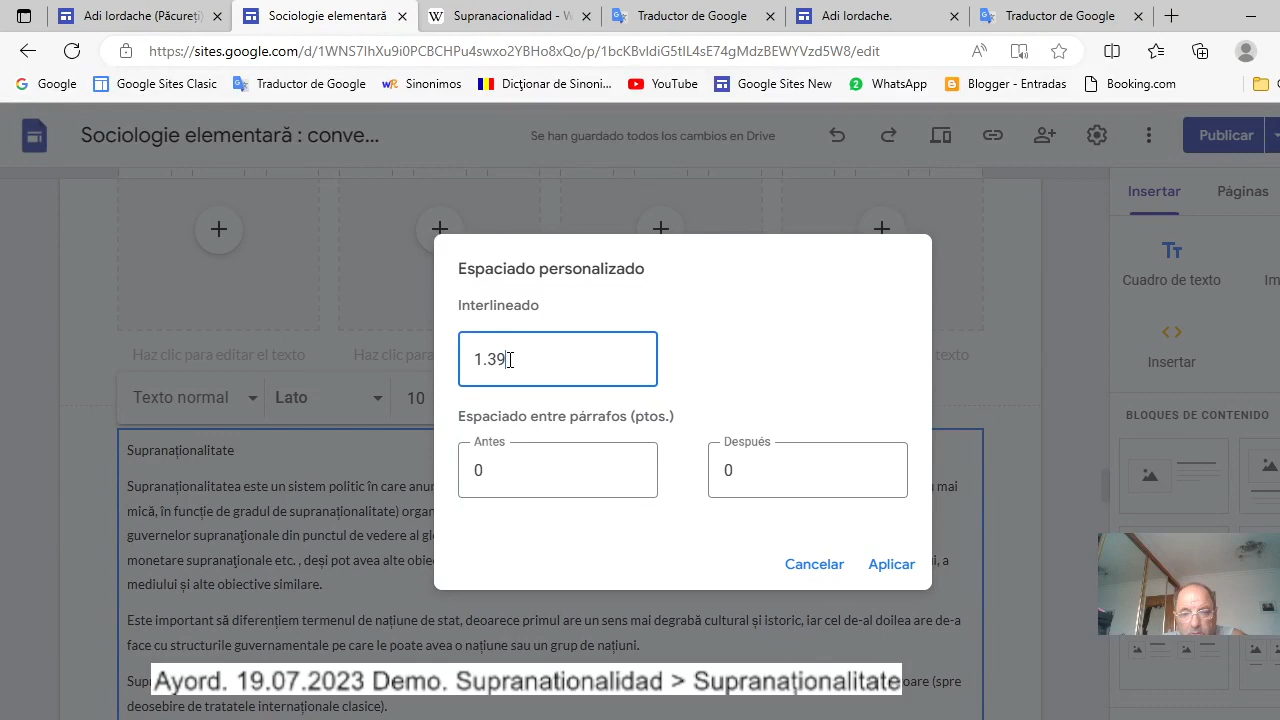 Adi Iordache (Păcureți)
Sociologie elementară
Supranacionalidad - W
Traductor de Google
Adi Iordache.
Traductor de Google
https://sites.google.com/d/1WNS7IhXu9i0PCBCHPu4swxo2YBHo8xQo/p/1bcKBvIdiG5tIL4sE74gMdzBEWYVzd5W8/edit
Google
Google Sites Clasic
Traductor de Google
Sinonimos
Dicţionar de Sinoni...
YouTube
Google Sites New
WhatsApp
Blogger - Entradas
Booking.com
Sociologie elementară : conve...
Se han guardado todos los cambios en Drive
Publicar
Insertar
Páginas
Cuadro de texto
Insertar
BLOQUES DE CONTENIDO
Haz clic para editar el texto
Haz clic para
texto
Texto normal
Lato
10
Espaciado personalizado
Interlineado
1.39
Espaciado entre párrafos (ptos.)
Antes
Después
0
0
Cancelar
Aplicar
Supraționalitate
Supranaționalitatea este un sistem politic în care anu
mai
mică, în funcție de gradul de supranaționalitate) orga
guvernelor supranaţionale din punctul de vedere al
monetare supranaţionale etc. , deși pot avea alte
a
mediului și alte obiective similare.
Este important să diferențiem termenul de națiune de stat, deoarece primul are un sens mai degrabă cultural și istoric, iar cel de-al doilea are de-a
face cu structurile guvernamentale pe care le poate avea o națiune sau un grup de națiuni.
Ayord. 19.07.2023 Demo. Supranationalidad > Supranaționalitate
(spre
deosebire de tratatele internaționale clasice).